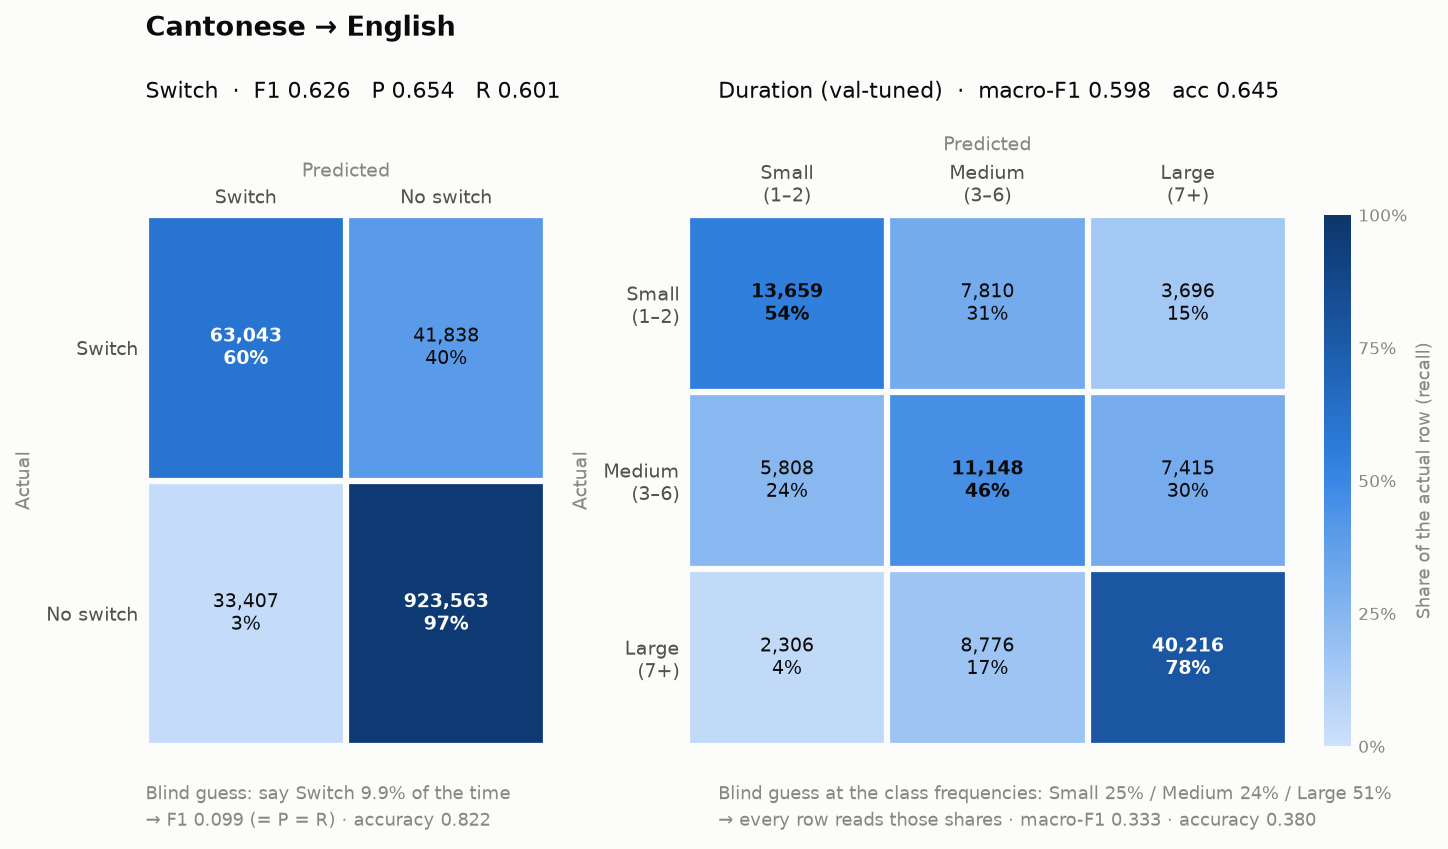 Cantonese → English
Switch · F1 0.626 P 0.654 R 0.601
Predicted
Switch No switch
Actual
Switch
63,043 41,838
60% 40%
No switch
33,407 923,563
3% 97%
Blind guess: say Switch 9.9% of the time
→ F1 0.099 (= P = R) · accuracy 0.822
Duration (val-tuned) · macro-F1 0.598 acc 0.645
Predicted
Small Medium Large
(1–2) (3–6) (7+)
Actual
Small
(1–2)
13,659 7,810 3,696
54% 31% 15%
Medium
(3–6)
5,808 11,148 7,415
24% 46% 30%
Large
(7+)
2,306 8,776 40,216
4% 17% 78%
Blind guess at the class frequencies: Small 25% / Medium 24% / Large 51%
→ every row reads those shares · macro-F1 0.333 · accuracy 0.380
100%
75%
50%
25%
0%
Share of the actual row (recall)